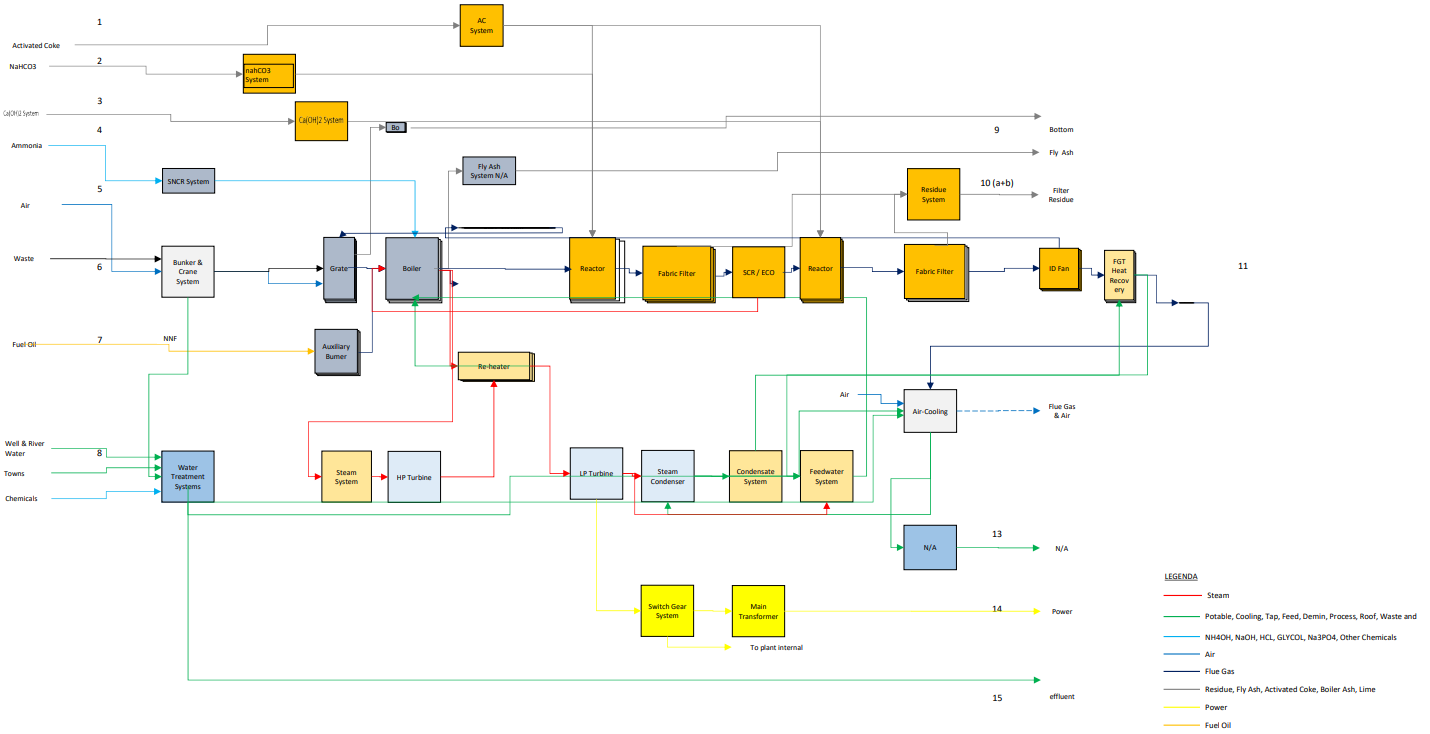 1
AC
System
Activated Coke
2
NaHCO3
nahCO3
System
3
Ca(OH)2 System
Ca(OH)2 System
4
Bo
9
Bottom
Ammonia
Fly Ash
Fly Ash
System N/A
SNCR System
5
10 (a+b)
Residue
System
Filter
Residue
Air
Waste
6
Bunker &
Crane
System
Grate
Boiler
Reactor
Fabric Filter
SCR / ECO
Reactor
Fabric Filter
ID Fan
FGT
Heat
Recov
ery
11
Fuel Oil
7
NNF
Auxiliary
Burner
Re-heater
Air
Air-Cooling
Flue Gas
& Air
Well & River
Water
8
Towns
Chemicals
Water
Treatment
Systems
Steam
System
HP Turbine
LP Turbine
Steam
Condenser
Condensate
System
Feedwater
System
13
N/A
N/A
LEGENDA
Steam
Potable, Cooling, Tap, Feed, Demin, Process, Roof, Waste and
NH4OH, NaOH, HCL, GLYCOL, Na3PO4, Other Chemicals
Air
Flue Gas
Residue, Fly Ash, Activated Coke, Boiler Ash, Lime
Power
Fuel Oil
Switch Gear
System
Main
Transformer
14
Power
To plant internal
15
effluent